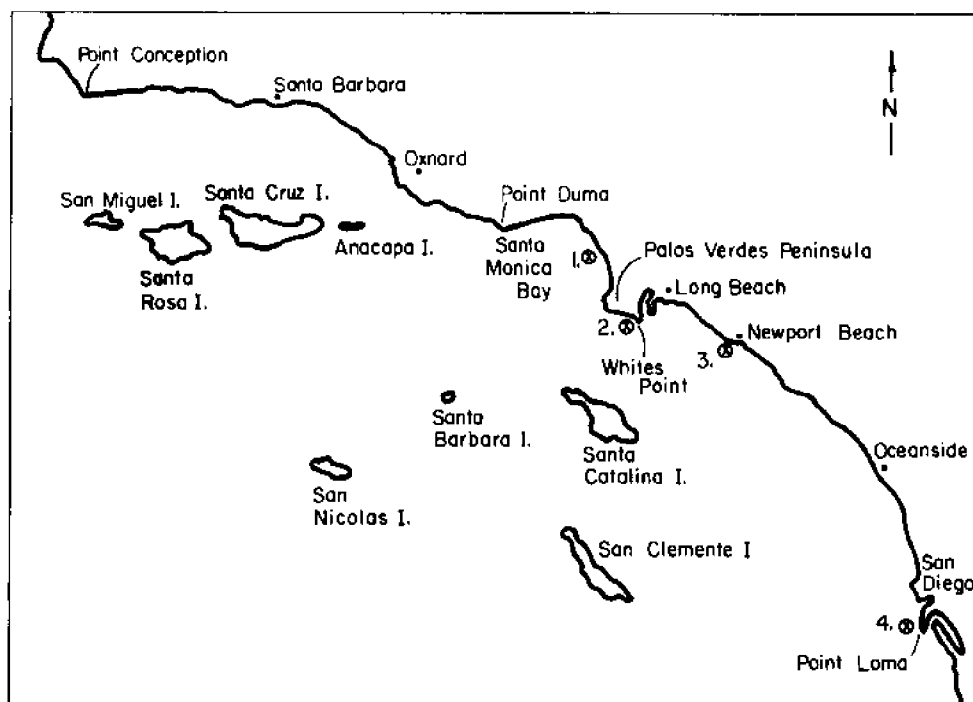 Point Conception
Santa Barbara
N
Oxnard
San Miguel I.
Santa Cruz I.
Point Duma
Anacapa I.
Santa
Rosa I.
Santa
Monica
Bay
1.
Palos Verdes Peninsula
Long Beach
2.
Whites
Point
3.
Newport Beach
Santa
Barbara I.
Santa
Catalina I.
Oceanside
San
Nicolas I.
San Clemente I
San
Diego
4.
Point Loma